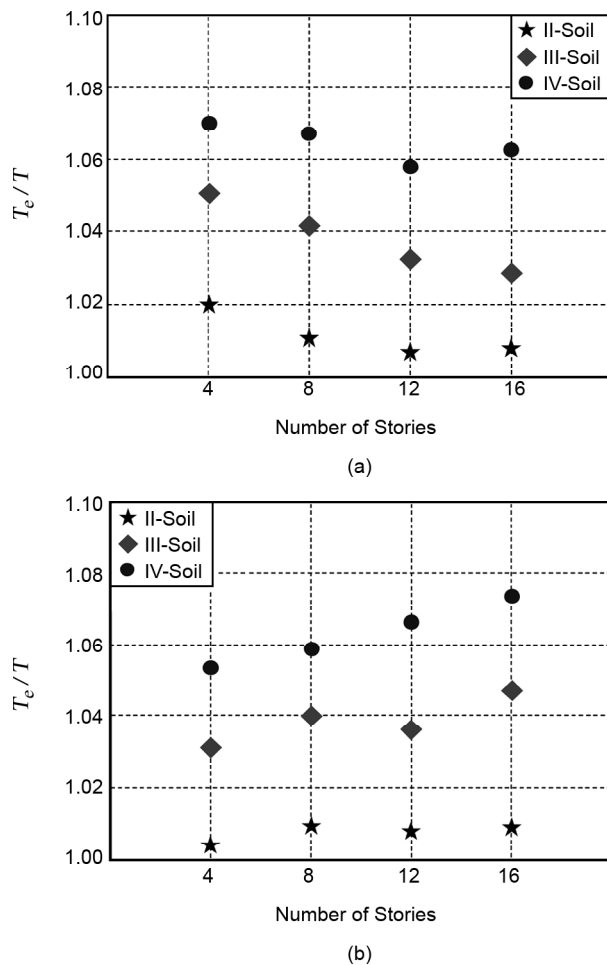 1.10
1.08
1.06
1.04
1.02
1.00
T_e / T
II-Soil
III-Soil
IV-Soil
4 8 12 16
Number of Stories
(a)
1.10
1.08
1.06
1.04
1.02
1.00
T_e / T
II-Soil
III-Soil
IV-Soil
4 8 12 16
Number of Stories
(b)